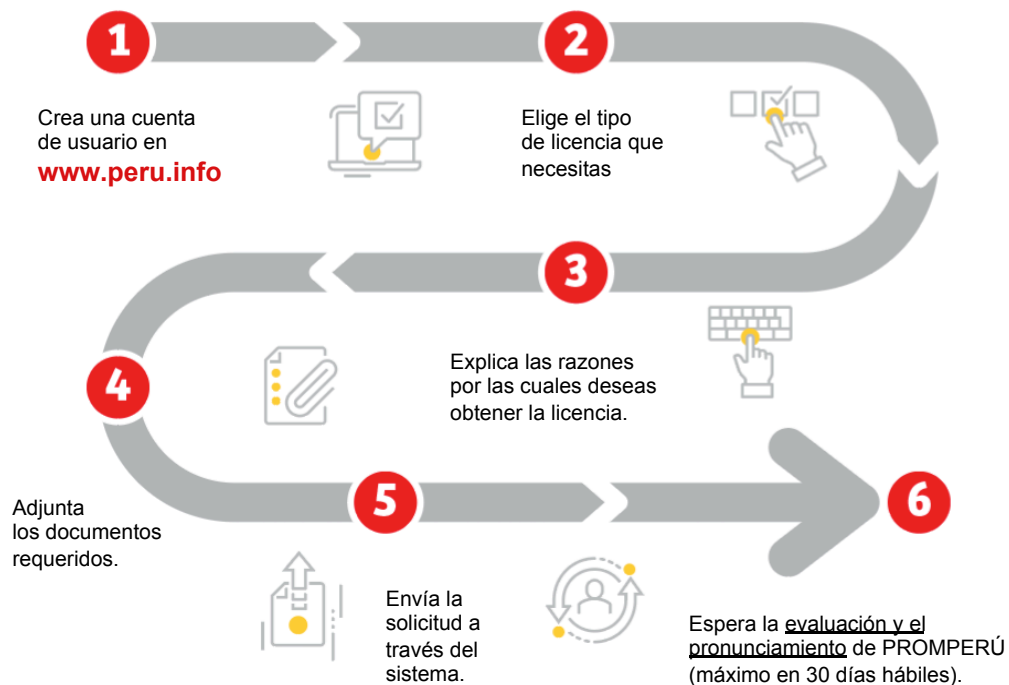 1
Crea una cuenta
de usuario en
www.peru.info
2
Elige el tipo
de licencia que
necesitas
3
Explica las razones
por las cuales deseas
obtener la licencia.
4
Adjunta
los documentos
requeridos.
5
Envía la
solicitud a
través del
sistema.
6
Espera la evaluación y el
pronunciamiento de PROMPERÚ
(máximo en 30 días hábiles).